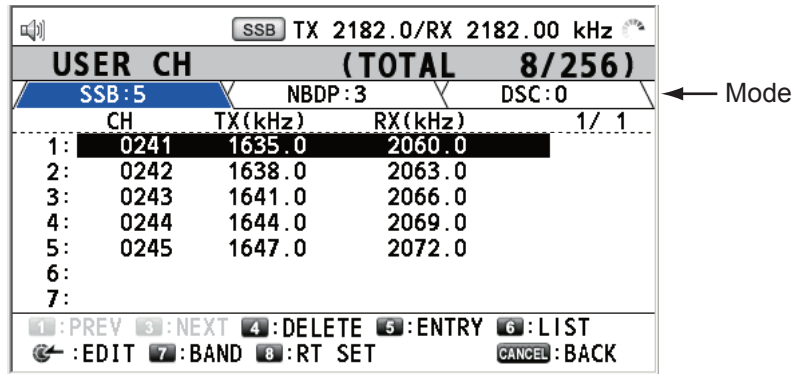 SSB TX 2182.0/RX 2182.00 kHz
USER CH (TOTAL 8/256)
SSB:5 NBDP:3 DSC:0 Mode
CH TX(kHz) RX(kHz) 1/ 1
1: 0241 1635.0 2060.0
2: 0242 1638.0 2063.0
3: 0243 1641.0 2066.0
4: 0244 1644.0 2069.0
5: 0245 1647.0 2072.0
6:
7:
1:PREV 3:NEXT 4:DELETE 5:ENTRY 6:LIST
:EDIT 7:BAND 8:RT SET CANCEL:BACK